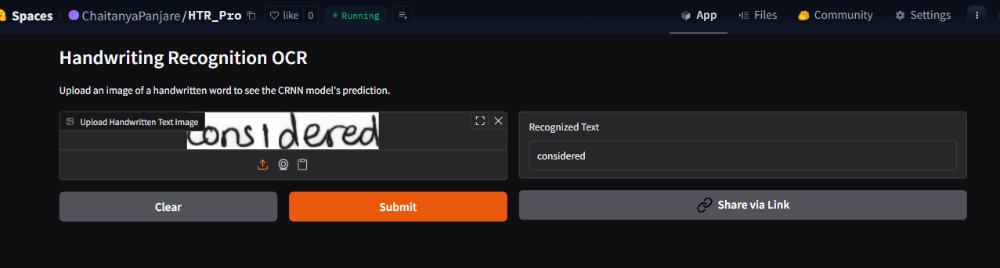 Spaces ChaitanyaPanjare/HTR_Pro like 0 Running App Files Community Settings
Handwriting Recognition OCR
Upload an image of a handwritten word to see the CRNN model's prediction.
Upload Handwritten Text Image
considered
Recognized Text
considered
Clear Submit
Share via Link